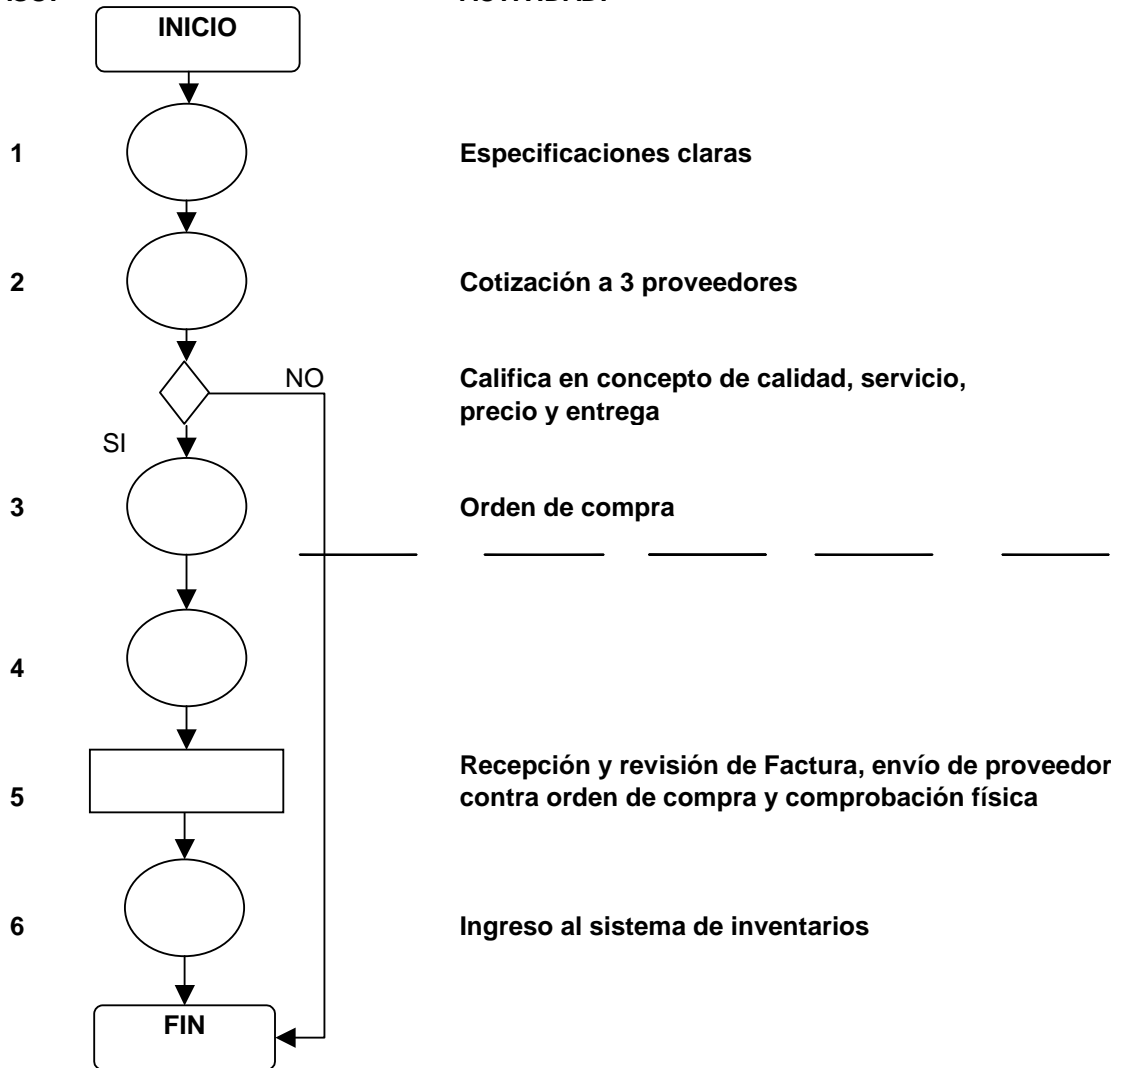 INICIO
1 Especificaciones claras
2 Cotización a 3 proveedores
NO Califica en concepto de calidad, servicio,
precio y entrega
SI
3 Orden de compra
4
Recepción y revisión de Factura, envío de proveedor
5 contra orden de compra y comprobación física
6 Ingreso al sistema de inventarios
FIN